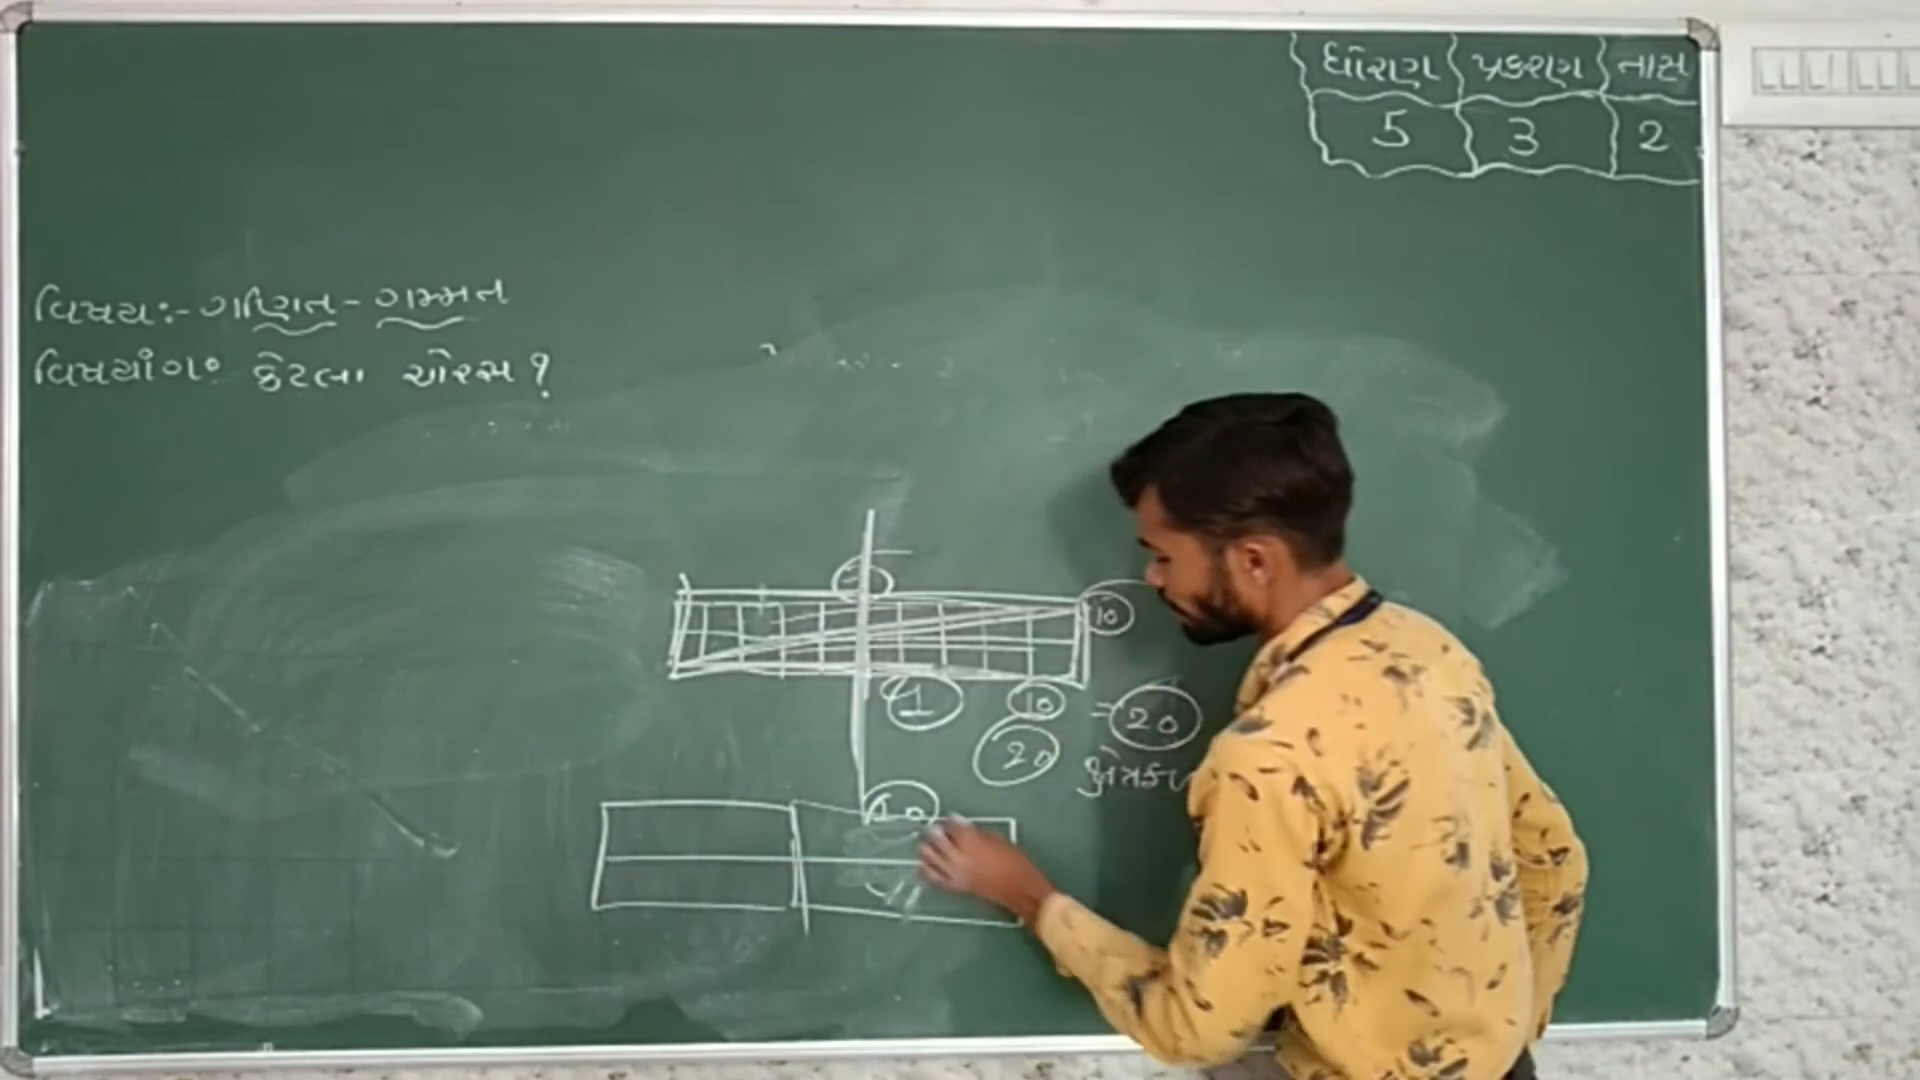 ધોરણ પ્રકરણ તાસ
5 3 2
વિષય:- ગણિત - ગમ્મત
વિષયાંગ: કેટલા ચોરસ ?
10
1 10 = 20
20
10